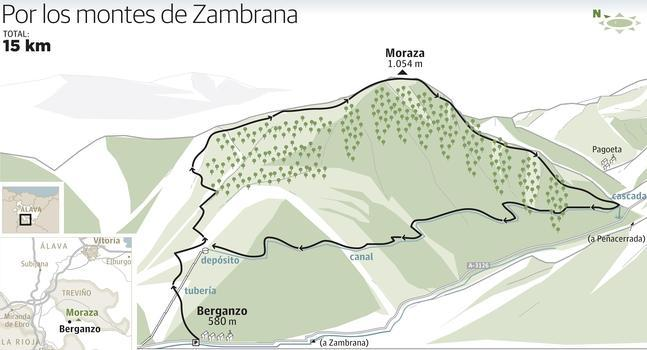 Por los montes de Zambrana
TOTAL:
15 km
N
Moraza
1.054 m
Pagoeta
cascada
(a Peñacerrada)
ÁLAVA
depósito
canal
A-3126
tubería
Berganzo
580 m
(a Zambrana)
ÁLAVA
Vitoria
Subijana
Elburgo
TREVIÑO
Miranda
de Ebro
Moraza
Berganzo
LA RIOJA